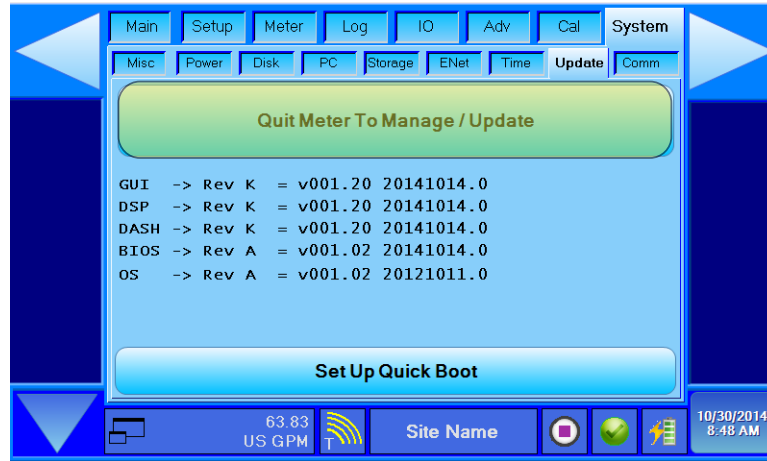 Main Setup Meter Log IO Adv Cal System
Misc Power Disk PC Storage ENet Time Update Comm
Quit Meter To Manage / Update
GUI -> Rev K = v001.20 20141014.0
DSP -> Rev K = v001.20 20141014.0
DASH -> Rev K = v001.20 20141014.0
BIOS -> Rev A = v001.02 20141014.0
OS -> Rev A = v001.02 20121011.0
Set Up Quick Boot
63.83
US GPM
T
Site Name
10/30/2014
8:48 AM